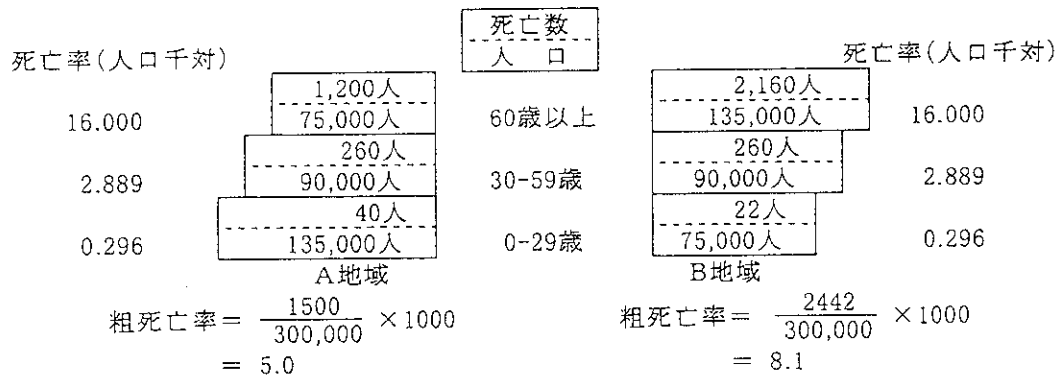 死亡数
死亡率(人口千対) 人 口 死亡率(人口千対)
1,200人 2,160人
16.000 75,000人 60歳以上 135,000人 16.000
260人 260人
2.889 90,000人 30-59歳 90,000人 2.889
40人 22人
0.296 135,000人 0-29歳 75,000人 0.296
A地域 B地域
粗死亡率= 1500/300,000 ×1000 粗死亡率= 2442/300,000 ×1000
= 5.0 = 8.1